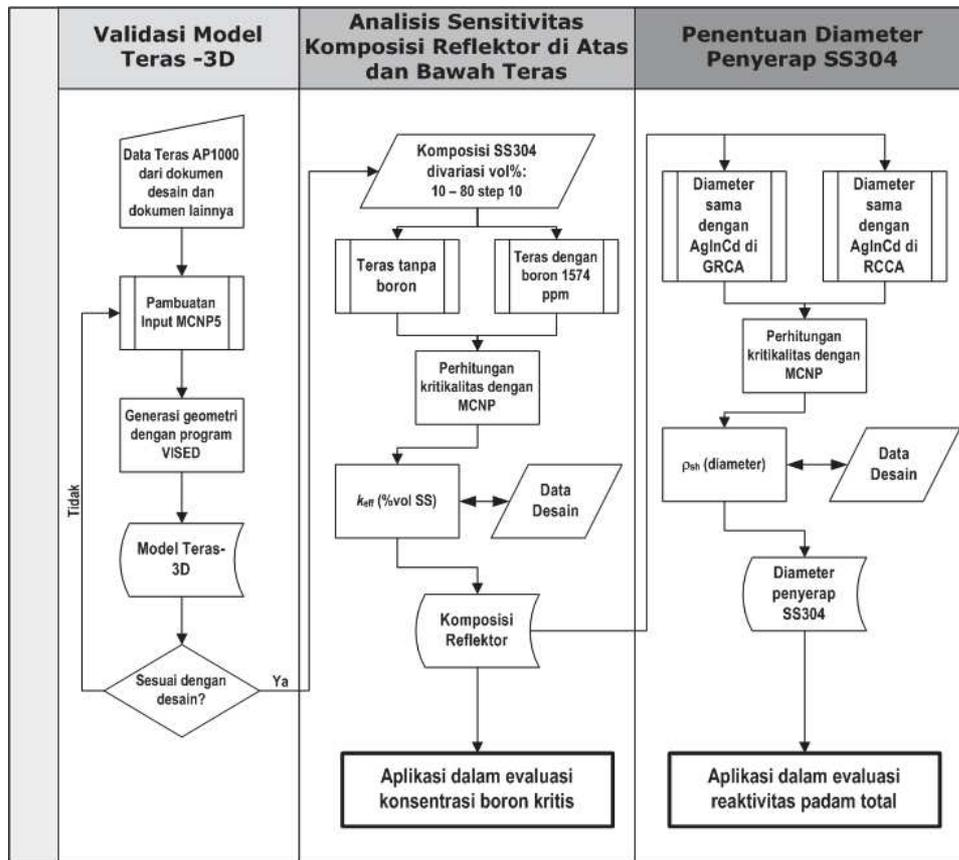 Validasi Model
Teras -3D
Analisis Sensitivitas
Komposisi Reflektor di Atas
dan Bawah Teras
Penentuan Diameter
Penyerap SS304
Data Teras AP1000
dari dokumen
desain dan
dokumen lainnya
Pambuatan
Input MCNP5
Generasi geometri
dengan program
VISED
Model Teras-
3D
Sesuai dengan
desain?
Tidak
Ya
Komposisi SS304
divariasi vol%:
10 – 80 step 10
Teras tanpa
boron
Teras dengan
boron 1574
ppm
Perhitungan
kritikalitas dengan
MCNP
keff (%vol SS)
Data
Desain
Komposisi
Reflektor
Aplikasi dalam evaluasi
konsentrasi boron kritis
Diameter
sama
dengan
AgInCd di
GRCA
Diameter
sama
dengan
AgInCd di
RCCA
Perhitungan
kritikalitas dengan
MCNP
ρsh (diameter)
Data
Desain
Diameter
penyerap
SS304
Aplikasi dalam evaluasi
reaktivitas padam total